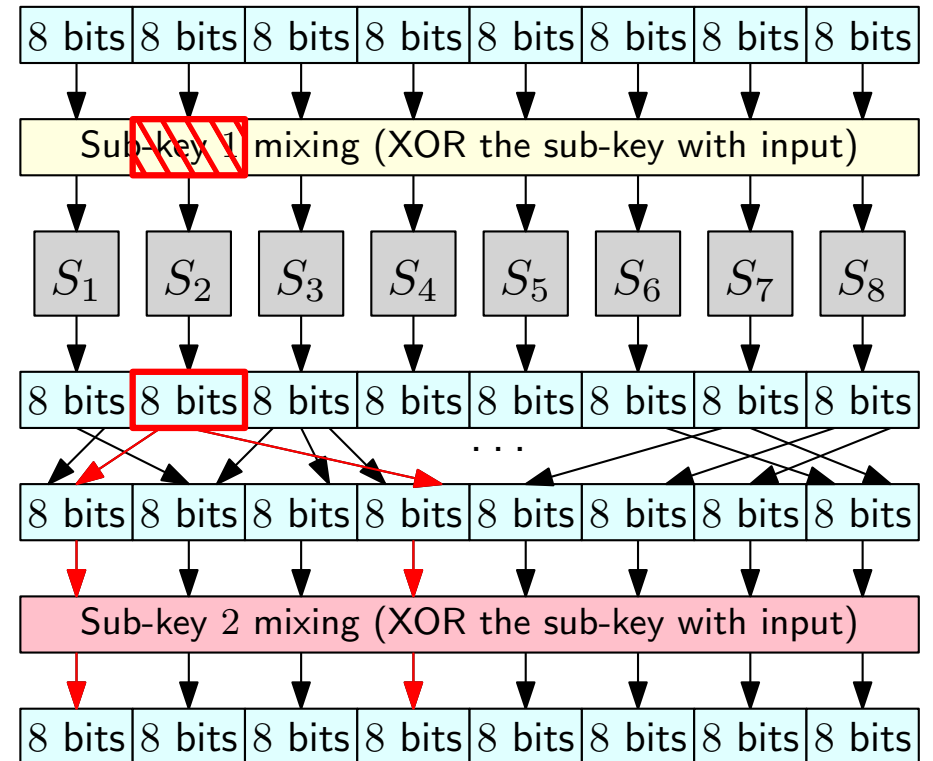 8 bits 8 bits 8 bits 8 bits 8 bits 8 bits 8 bits 8 bits
Sub-key 1 mixing (XOR the sub-key with input)
S₁ S₂ S₃ S₄ S₅ S₆ S₇ S₈
8 bits 8 bits 8 bits 8 bits 8 bits 8 bits 8 bits 8 bits
...
8 bits 8 bits 8 bits 8 bits 8 bits 8 bits 8 bits 8 bits
Sub-key 2 mixing (XOR the sub-key with input)
8 bits 8 bits 8 bits 8 bits 8 bits 8 bits 8 bits 8 bits